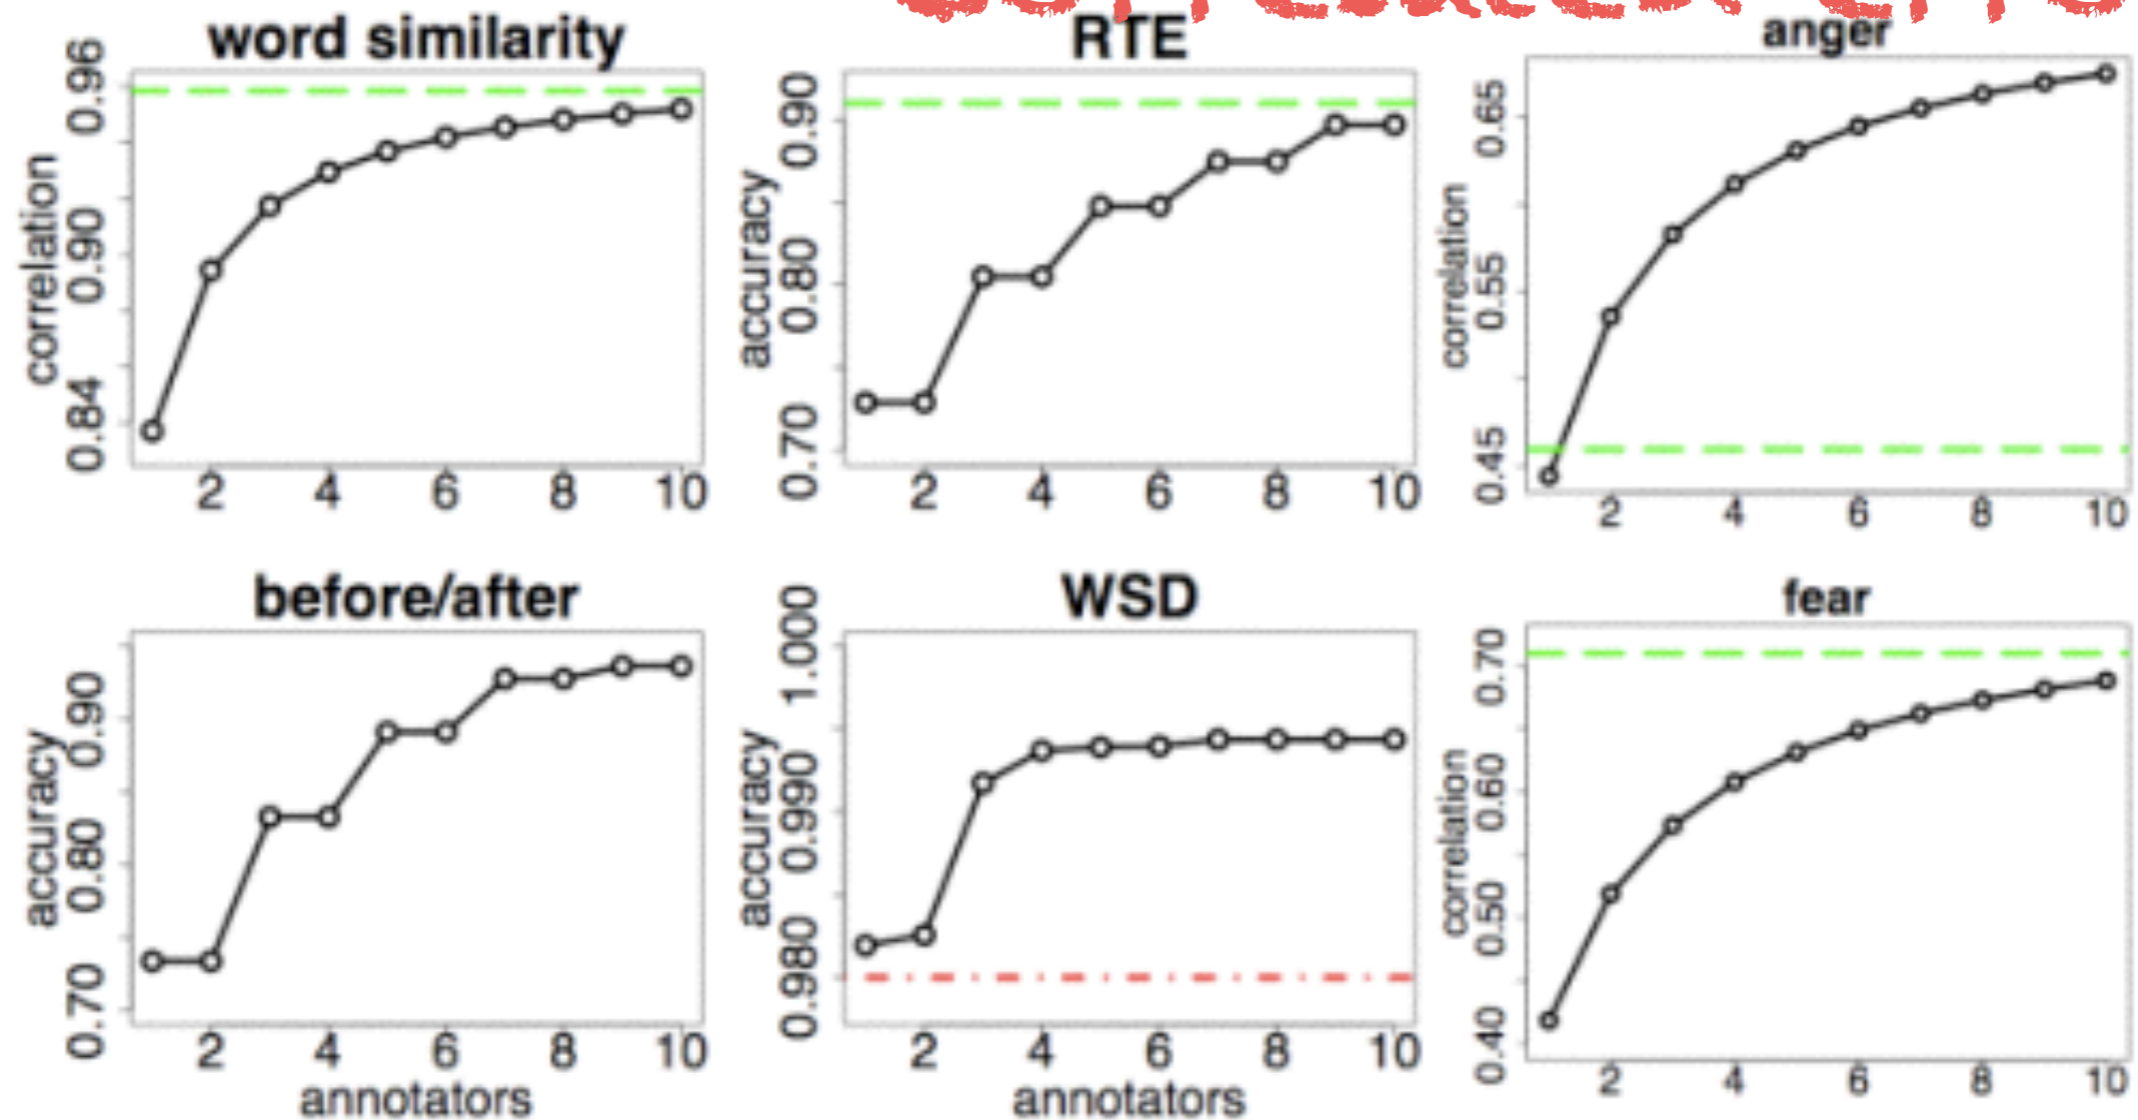 word similarity
correlation
0.96
0.90
0.84
2 4 6 8 10
RTE
accuracy
0.90
0.80
0.70
2 4 6 8 10
anger
correlation
0.65
0.55
0.45
2 4 6 8 10
before/after
accuracy
0.90
0.80
0.70
2 4 6 8 10
annotators
WSD
accuracy
1.000
0.990
0.980
2 4 6 8 10
annotators
fear
correlation
0.70
0.60
0.50
0.40
2 4 6 8 10